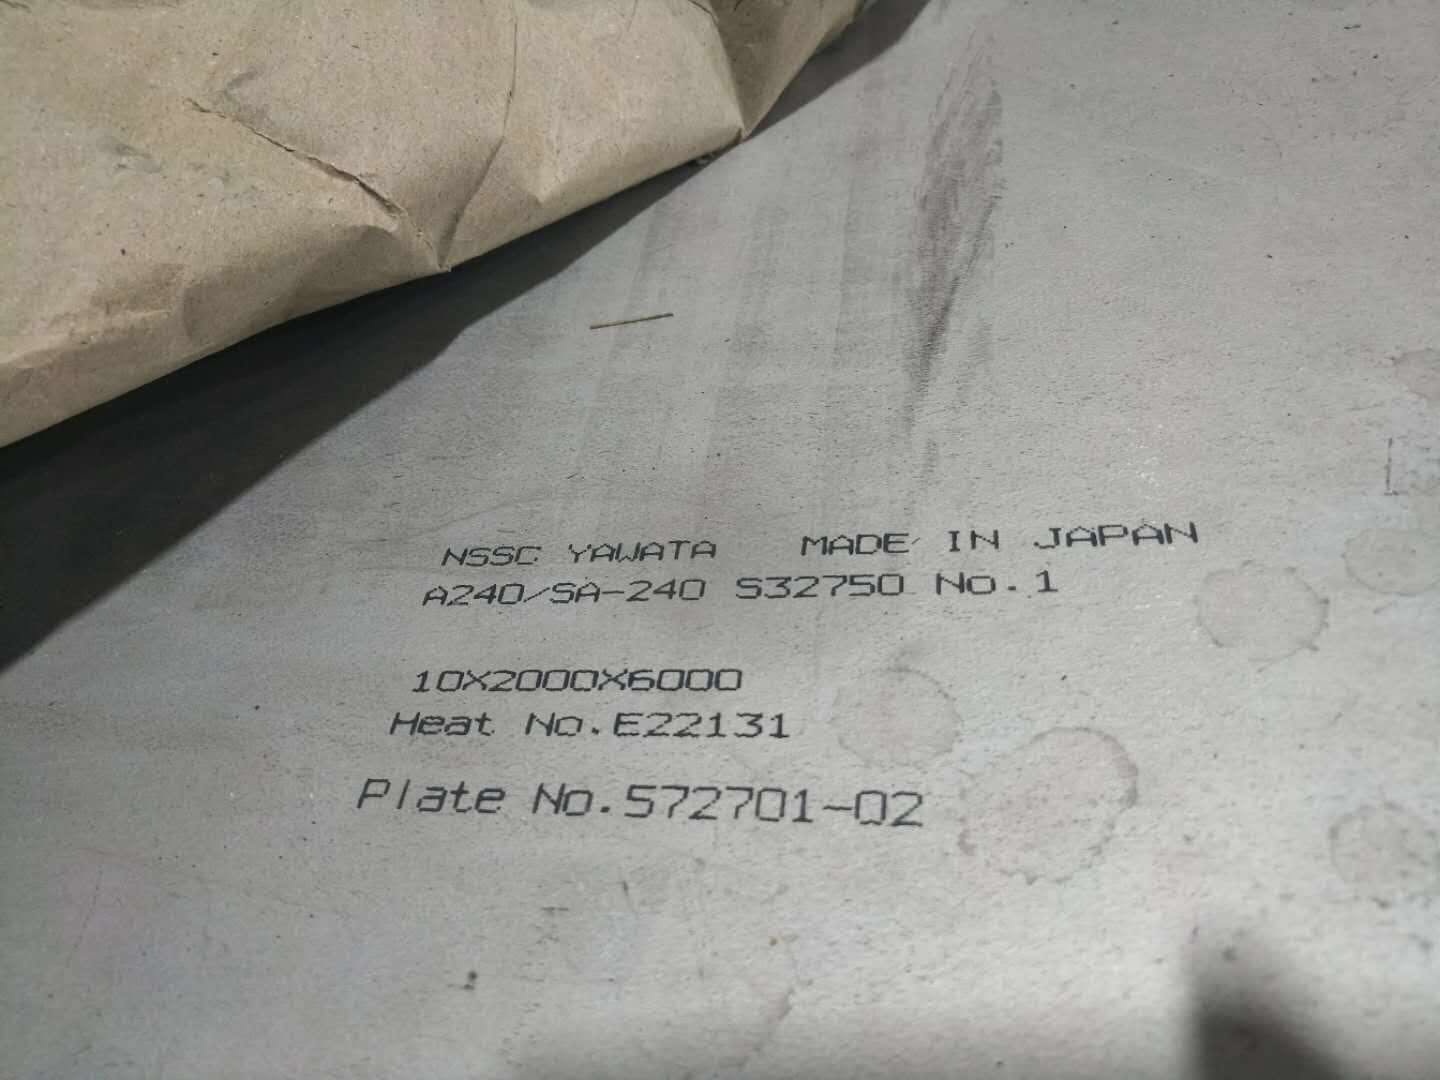 NSSC YAWATA MADE IN JAPAN
A240/SA-240 S32750 No.1
10X2000X6000
Heat No.E22131
Plate No.572701-02